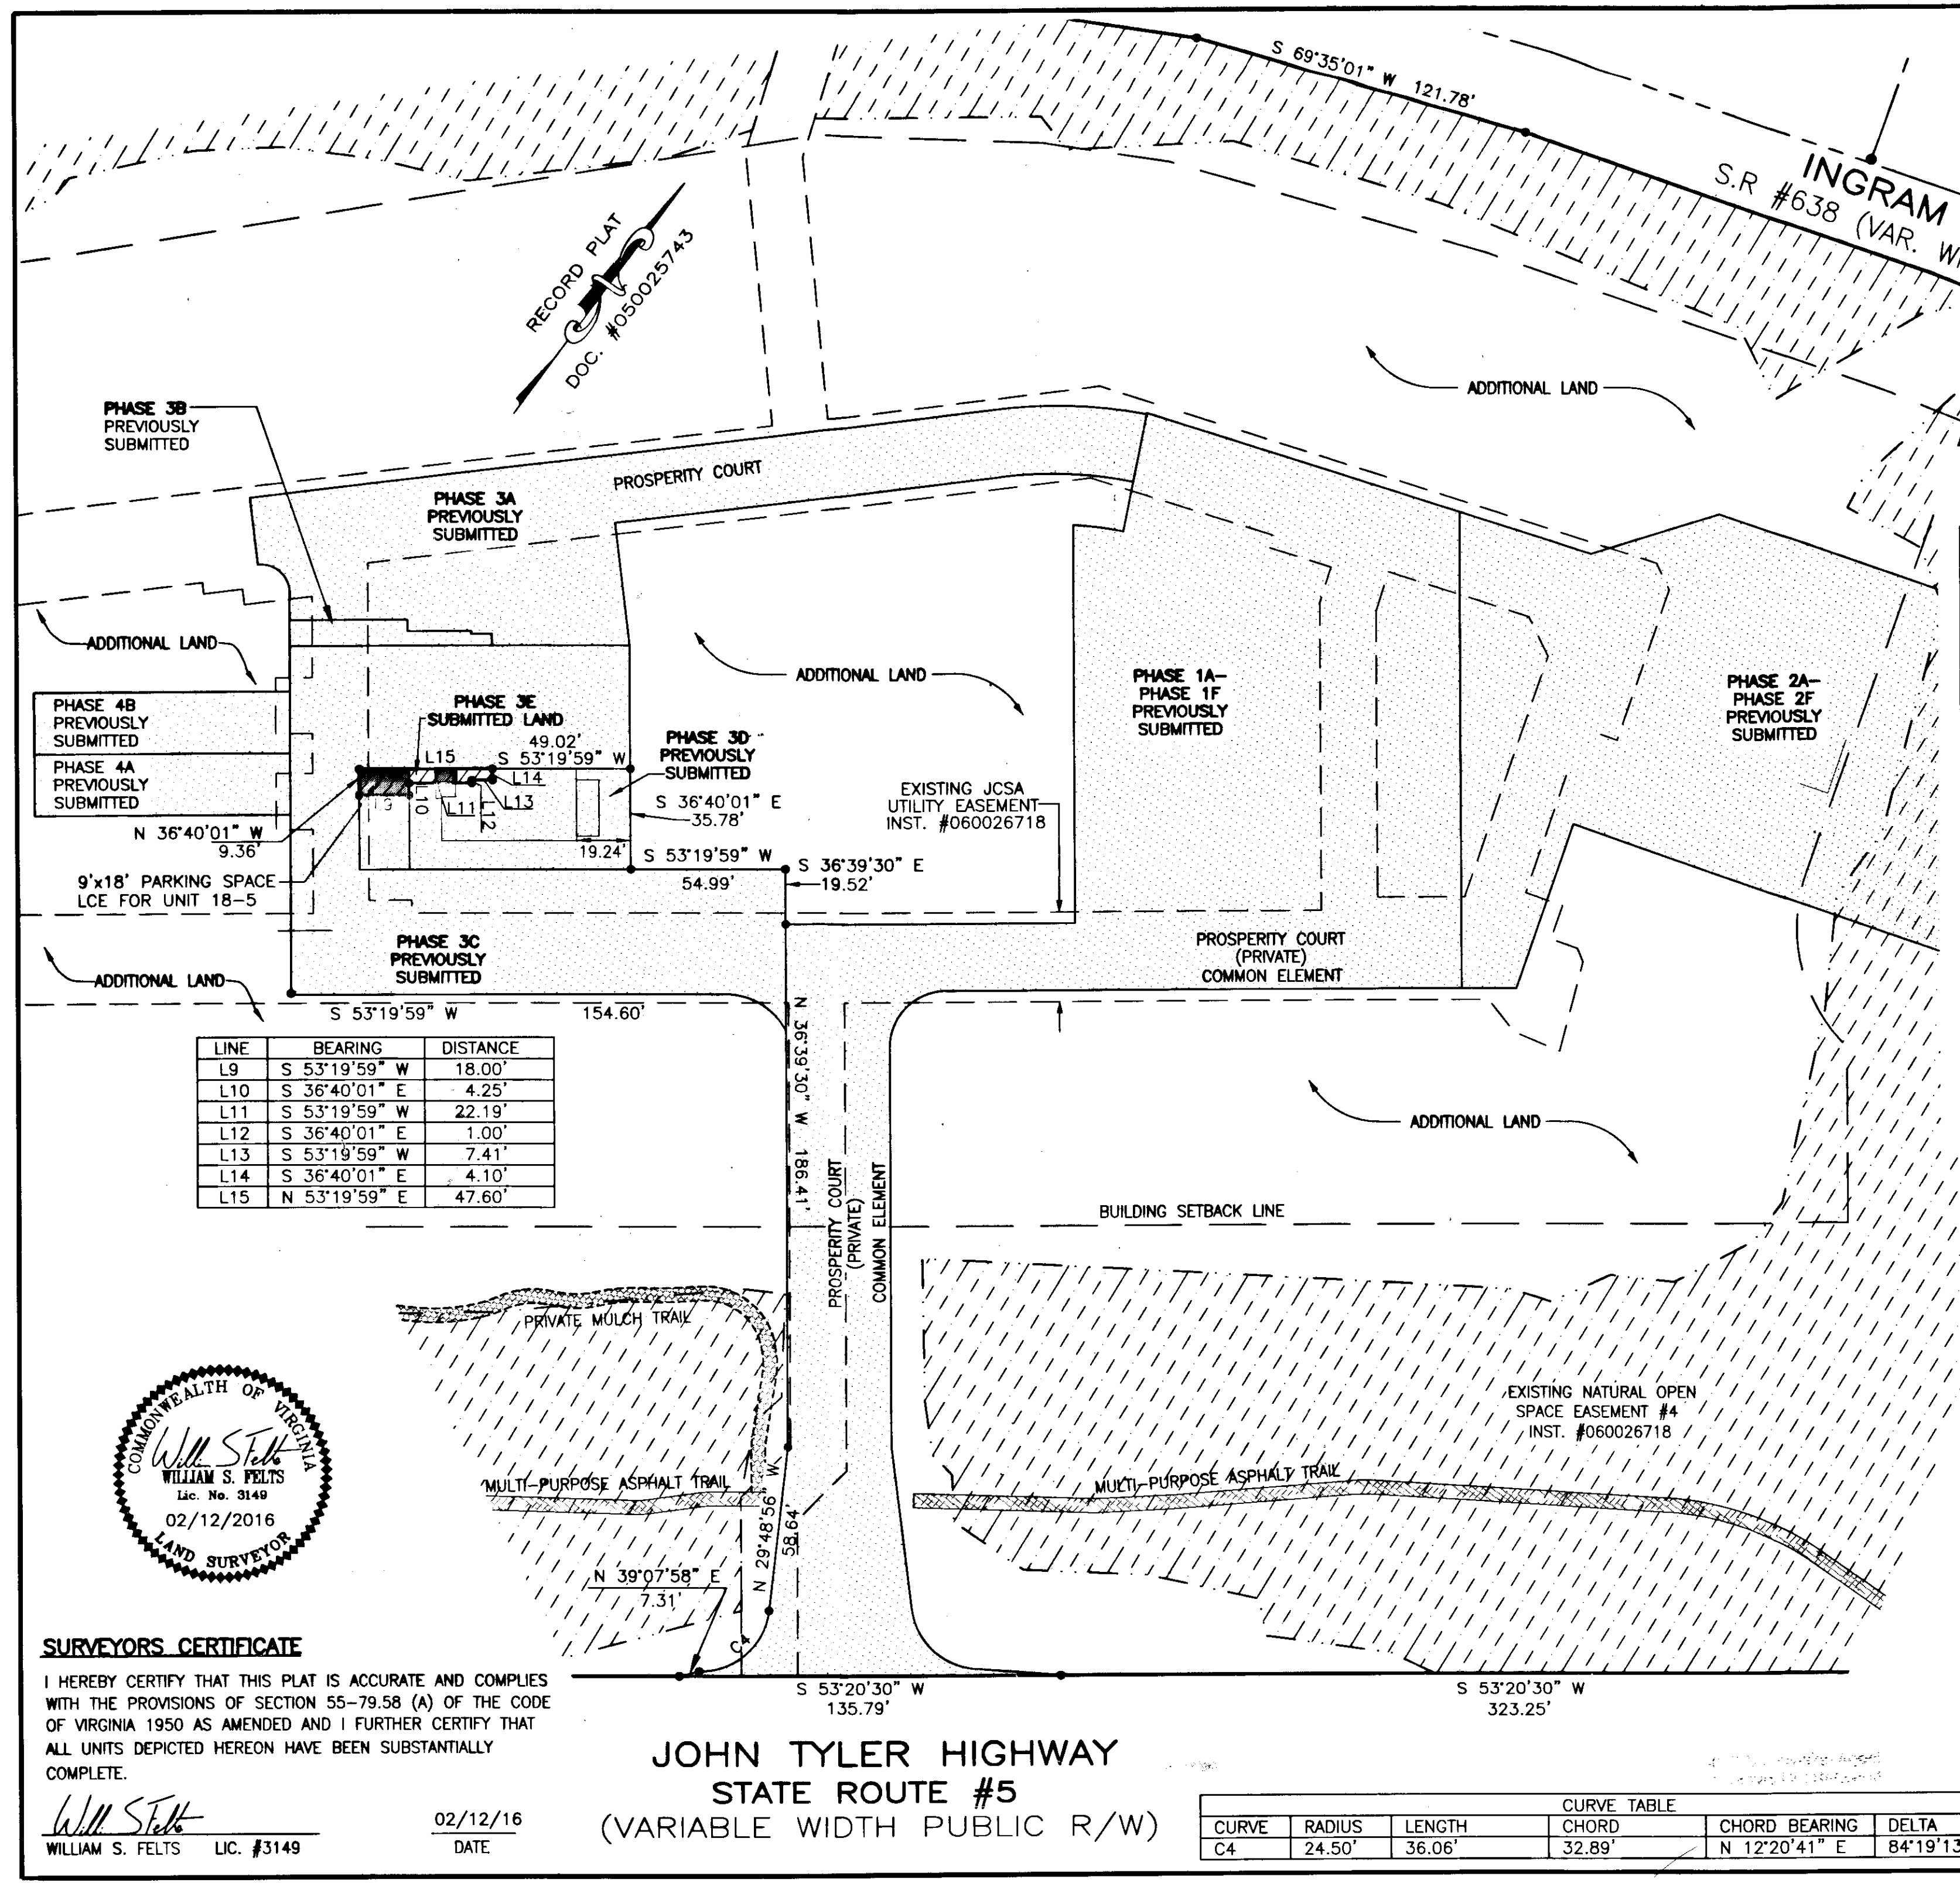 S 69°35'01" W 121.78'
INGRAM
S.R #638 (VAR.
RECORD PLAT
DOC. #050025743
ADDITIONAL LAND
PHASE 3B
PREVIOUSLY
SUBMITTED
PROSPERITY COURT
PHASE 3A
PREVIOUSLY
SUBMITTED
ADDITIONAL LAND
ADDITIONAL LAND
PHASE 1A-
PHASE 1F
PREVIOUSLY
SUBMITTED
PHASE 2A-
PHASE 2F
PREVIOUSLY
SUBMITTED
PHASE 4B
PREVIOUSLY
SUBMITTED
PHASE 4A
PREVIOUSLY
SUBMITTED
PHASE 3E
SUBMITTED LAND
49.02'
L15 S 53°19'59" W
PHASE 3D
PREVIOUSLY
SUBMITTED
L14
L13
L11
L12
L10
9
S 36°40'01" E
35.78'
EXISTING JCSA
UTILITY EASEMENT
INST. #060026718
N 36°40'01" W
9.36'
19.24'
S 53°19'59" W
54.99'
S 36°39'30" E
19.52'
9'x18' PARKING SPACE
LCE FOR UNIT 18-5
PHASE 3C
PREVIOUSLY
SUBMITTED
PROSPERITY COURT
(PRIVATE)
COMMON ELEMENT
ADDITIONAL LAND
S 53°19'59" W 154.60'
LINE BEARING DISTANCE
L9 S 53°19'59" W 18.00'
L10 S 36°40'01" E 4.25'
L11 S 53°19'59" W 22.19'
L12 S 36°40'01" E 1.00'
L13 S 53°19'59" W 7.41'
L14 S 36°40'01" E 4.10'
L15 N 53°19'59" E 47.60'
N 36°39'30" W 186.41'
PROSPERITY COURT
(PRIVATE)
COMMON ELEMENT
ADDITIONAL LAND
BUILDING SETBACK LINE
PRIVATE MULCH TRAIL
EXISTING NATURAL OPEN
SPACE EASEMENT #4
INST. #060026718
MULTI-PURPOSE ASPHALT TRAIL
MULTI-PURPOSE ASPHALT TRAIL
N 29°48'56" W
58.64'
N 39°07'58" E
7.31'
C4
COMMONWEALTH OF VIRGINIA
Will S Felts
WILLIAM S. FELTS
Lic. No. 3149
02/12/2016
LAND SURVEYOR
SURVEYORS CERTIFICATE
I HEREBY CERTIFY THAT THIS PLAT IS ACCURATE AND COMPLIES
WITH THE PROVISIONS OF SECTION 55-79.58 (A) OF THE CODE
OF VIRGINIA 1950 AS AMENDED AND I FURTHER CERTIFY THAT
ALL UNITS DEPICTED HEREON HAVE BEEN SUBSTANTIALLY
COMPLETE.
Will S Felts
WILLIAM S. FELTS LIC. #3149
02/12/16
DATE
S 53°20'30" W
135.79'
S 53°20'30" W
323.25'
JOHN TYLER HIGHWAY
STATE ROUTE #5
(VARIABLE WIDTH PUBLIC R/W)
CURVE TABLE
CURVE RADIUS LENGTH CHORD CHORD BEARING DELTA
C4 24.50' 36.06' 32.89' N 12°20'41" E 84°19'13